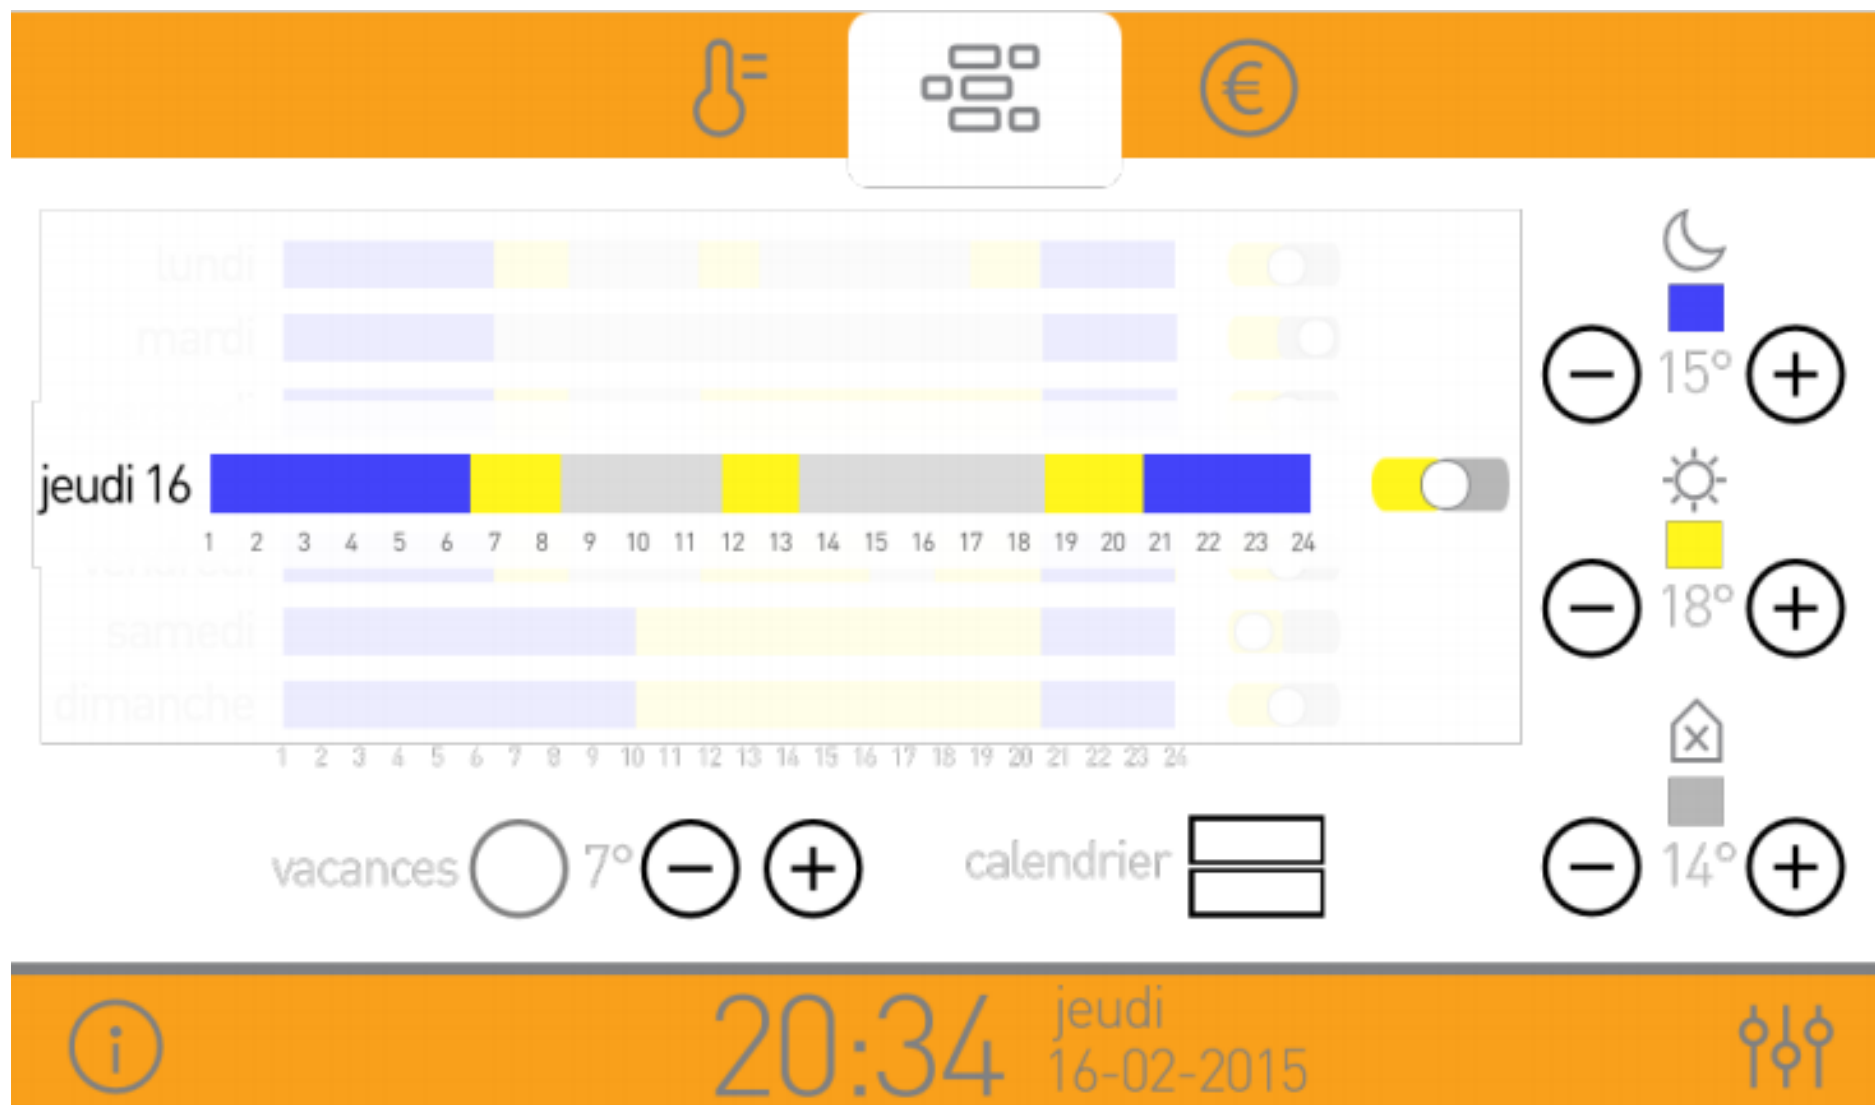 €
lundi
mardi
15°
jeudi 16
1 2 3 4 5 6 7 8 9 10 11 12 13 14 15 16 17 18 19 20 21 22 23 24
18°
samedi
dimanche
1 2 3 4 5 6 7 8 9 10 11 12 13 14 15 16 17 18 19 20 21 22 23 24
vacances 7° calendrier
14°
i
20:34
jeudi
16-02-2015